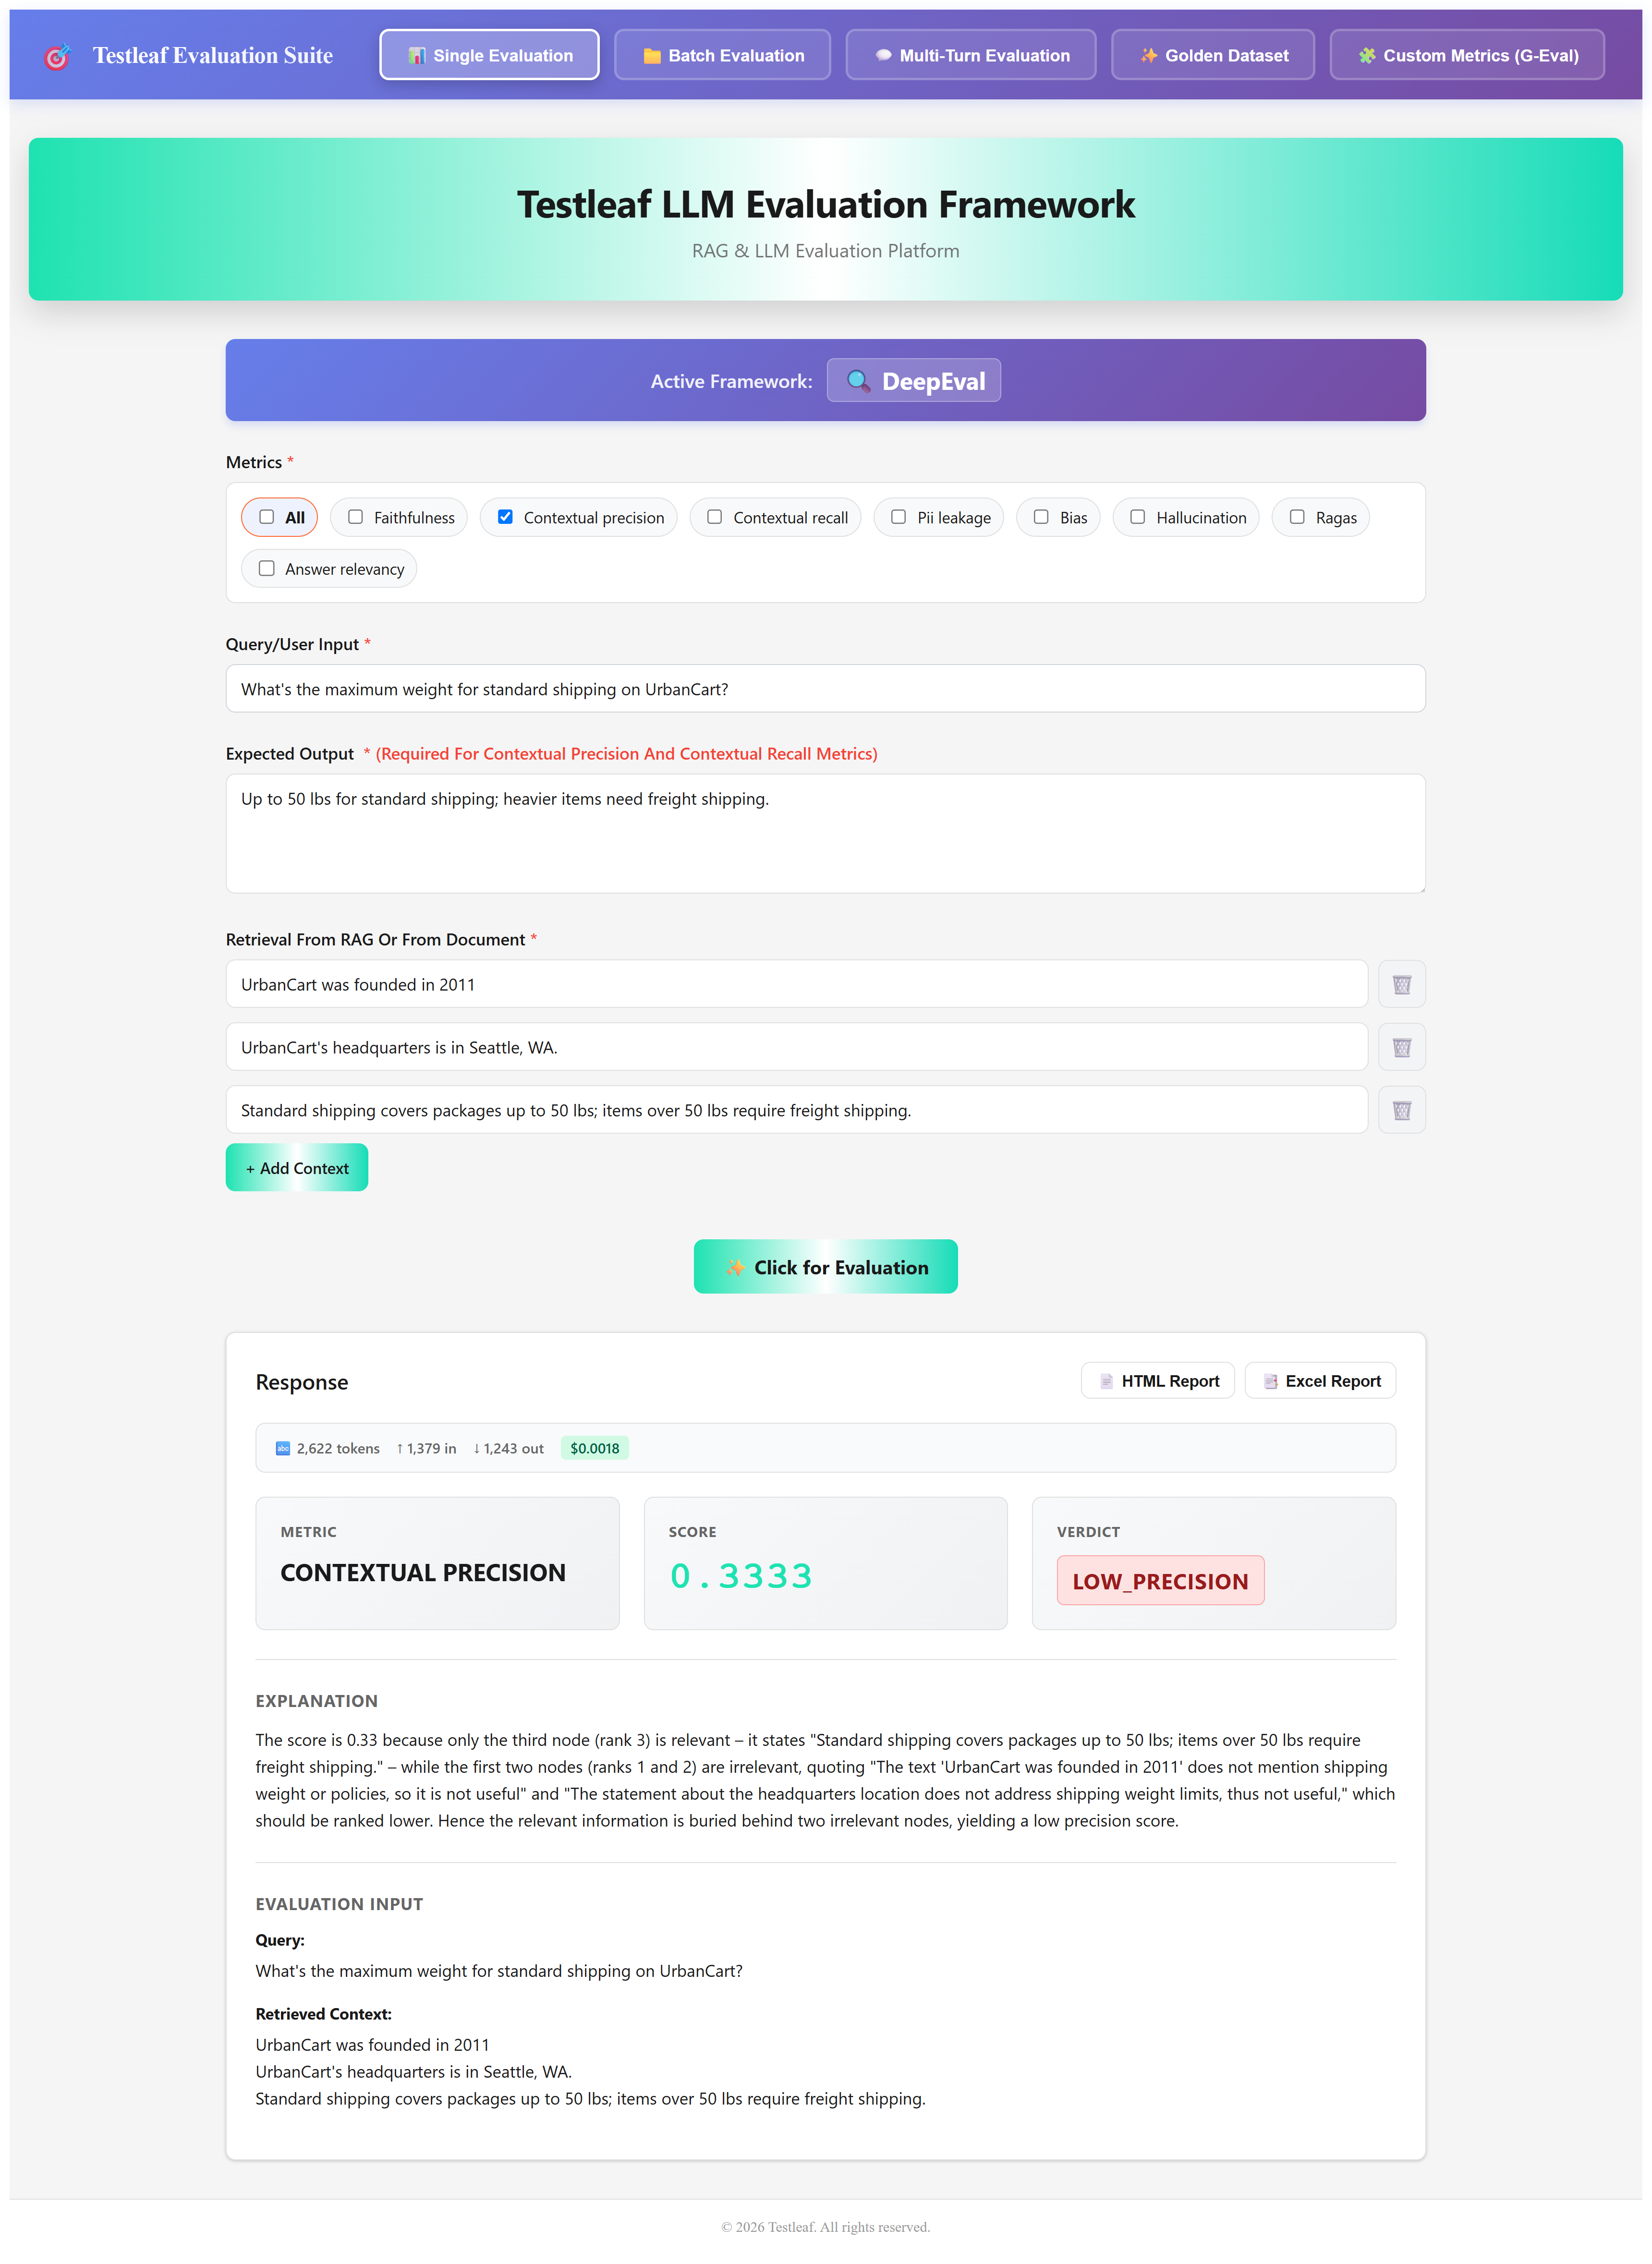 Testleaf Evaluation Suite
Single Evaluation
Batch Evaluation
Multi-Turn Evaluation
Golden Dataset
Custom Metrics (G-Eval)
Testleaf LLM Evaluation Framework
RAG & LLM Evaluation Platform
Active Framework: DeepEval
Metrics *
All
Faithfulness
Contextual precision
Contextual recall
Pii leakage
Bias
Hallucination
Ragas
Answer relevancy
Query/User Input *
What's the maximum weight for standard shipping on UrbanCart?
Expected Output * (Required For Contextual Precision And Contextual Recall Metrics)
Up to 50 lbs for standard shipping; heavier items need freight shipping.
Retrieval From RAG Or From Document *
UrbanCart was founded in 2011
UrbanCart's headquarters is in Seattle, WA.
Standard shipping covers packages up to 50 lbs; items over 50 lbs require freight shipping.
+ Add Context
Click for Evaluation
Response
HTML Report
Excel Report
abc 2,622 tokens ↑ 1,379 in ↓ 1,243 out $0.0018
METRIC
CONTEXTUAL PRECISION
SCORE
0.3333
VERDICT
LOW_PRECISION
EXPLANATION
The score is 0.33 because only the third node (rank 3) is relevant – it states "Standard shipping covers packages up to 50 lbs; items over 50 lbs require
freight shipping." – while the first two nodes (ranks 1 and 2) are irrelevant, quoting "The text 'UrbanCart was founded in 2011' does not mention shipping
weight or policies, so it is not useful" and "The statement about the headquarters location does not address shipping weight limits, thus not useful," which
should be ranked lower. Hence the relevant information is buried behind two irrelevant nodes, yielding a low precision score.
EVALUATION INPUT
Query:
What's the maximum weight for standard shipping on UrbanCart?
Retrieved Context:
UrbanCart was founded in 2011
UrbanCart's headquarters is in Seattle, WA.
Standard shipping covers packages up to 50 lbs; items over 50 lbs require freight shipping.
© 2026 Testleaf. All rights reserved.